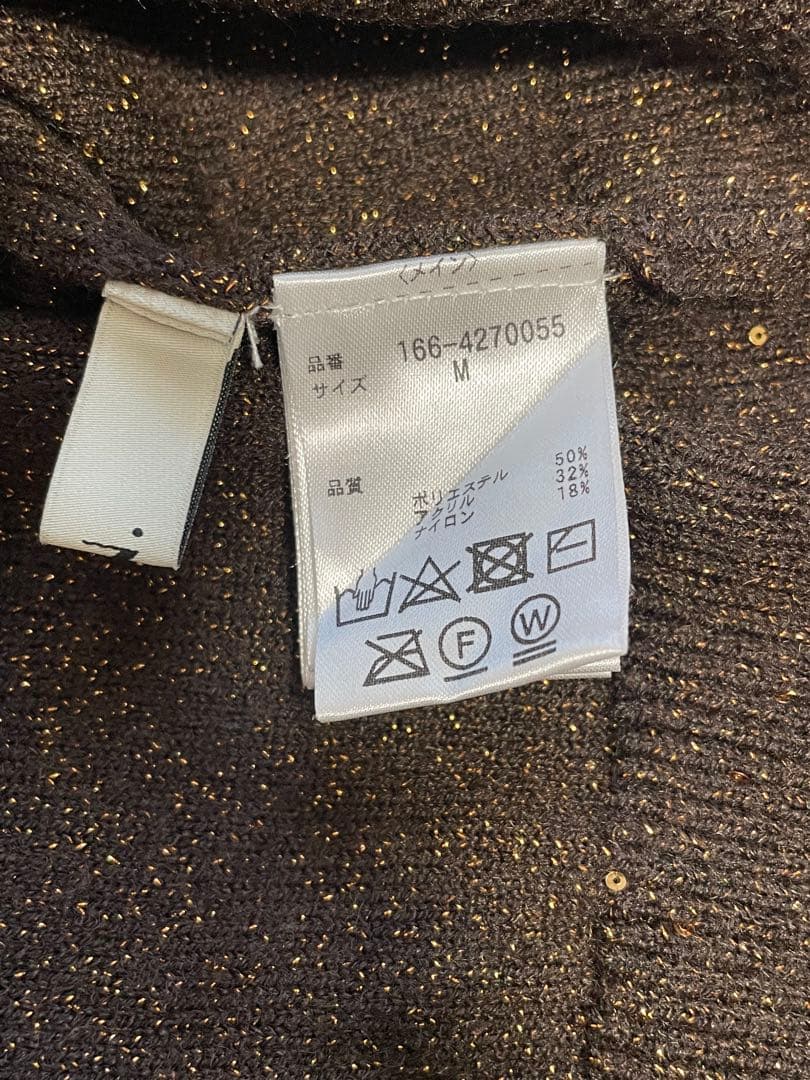 〈メイン〉
品番 166-4270055
サイズ M
品質 ポリエステル 50%
アクリル 32%
ナイロン 18%
F W